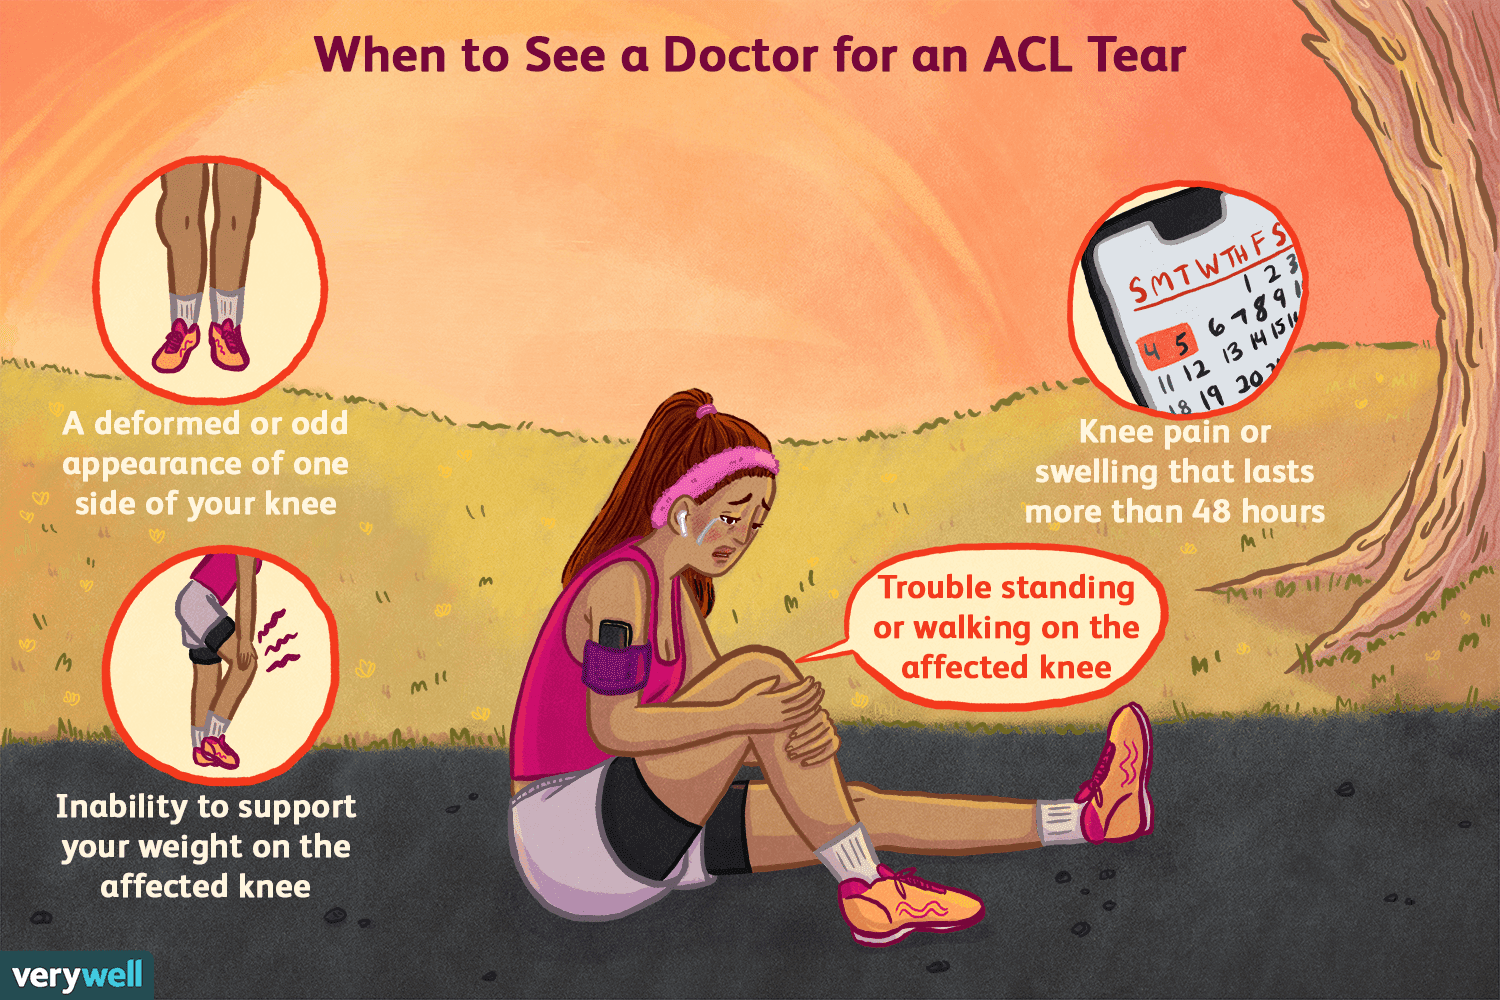 When to See a Doctor for an ACL Tear
A deformed or odd
appearance of one
side of your knee
S M T W TH F S
1 2 3
4 5 6 7 8 9
11 12 13 14 15
18 19 20
Knee pain or
swelling that lasts
more than 48 hours
Trouble standing
or walking on the
affected knee
Inability to support
your weight on the
affected knee
verywell